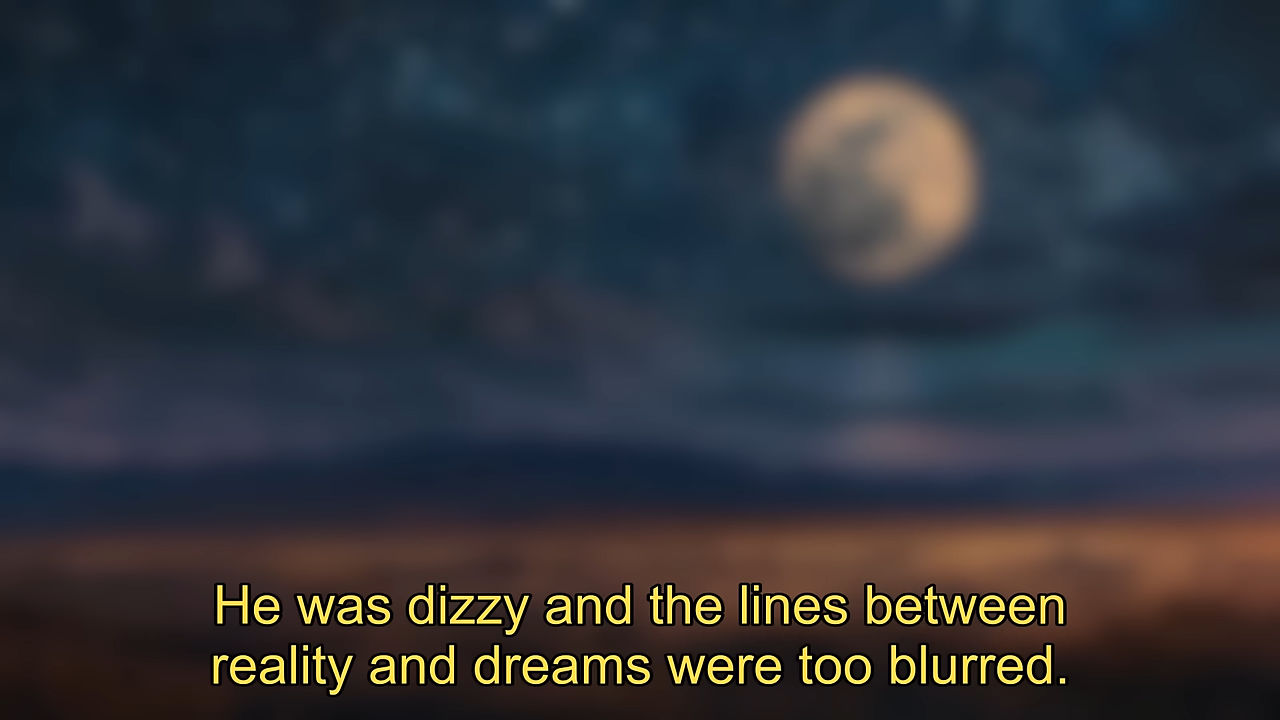 He was dizzy and the lines between
reality and dreams were too blurred.